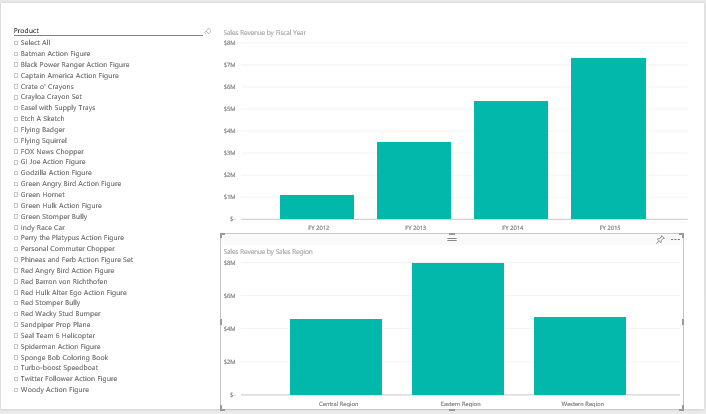 Product
Select All
Batman Action Figure
Black Power Ranger Action Figure
Captain America Action Figure
Crate o' Crayons
Crayloa Crayon Set
Easel with Supply Trays
Etch A Sketch
Flying Badger
Flying Squirrel
FOX News Chopper
GI Joe Action Figure
Godzilla Action Figure
Green Angry Bird Action Figure
Green Hornet
Green Hulk Action Figure
Green Stomper Bully
Indy Race Car
Perry the Platypus Action Figure
Personal Commuter Chopper
Phineas and Ferb Action Figure Set
Red Angry Bird Action Figure
Red Barron von Richthofen
Red Hulk Alter Ego Action Figure
Red Stomper Bully
Red Wacky Stud Bumper
Sandpiper Prop Plane
Seal Team 6 Helicopter
Spiderman Action Figure
Sponge Bob Coloring Book
Turbo-boost Speedboat
Twitter Follower Action Figure
Woody Action Figure
Sales Revenue by Fiscal Year
$8M
$7M
$6M
$5M
$4M
$3M
$2M
$1M
$-
FY 2012 FY 2013 FY 2014 FY 2015
Sales Revenue by Sales Region
$8M
$6M
$4M
$2M
$-
Central Region Eastern Region Western Region